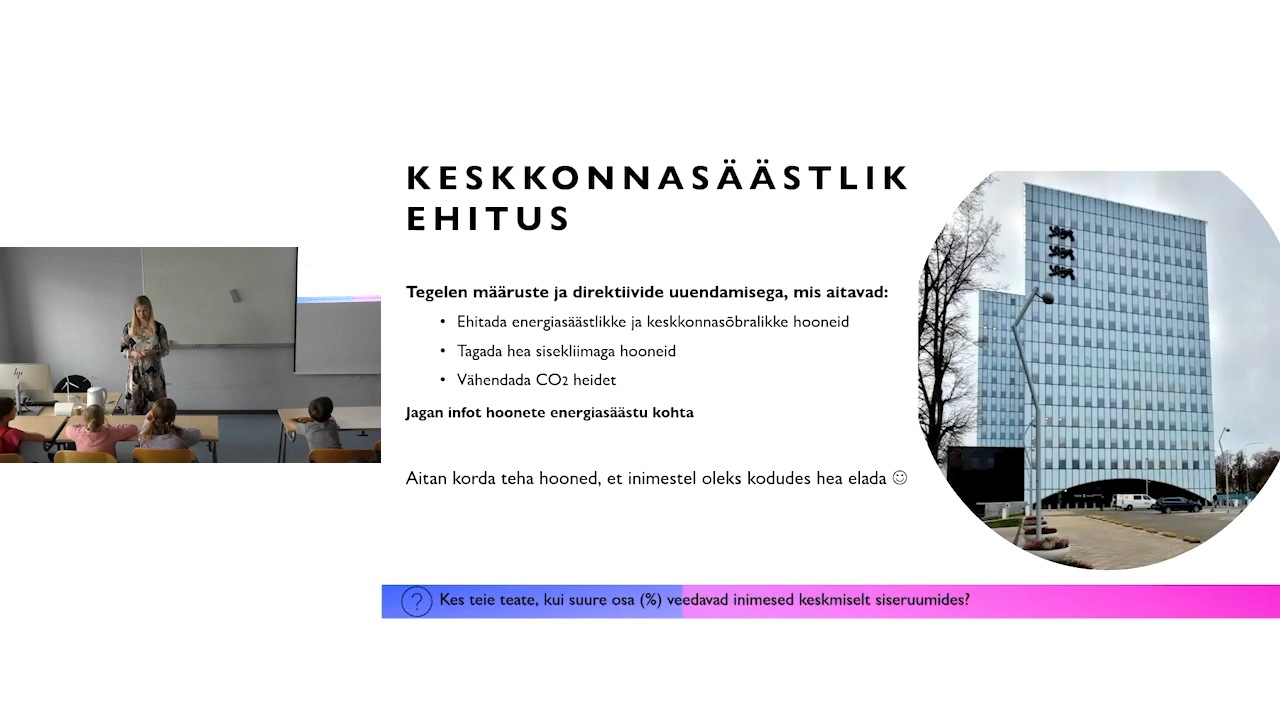 KESKKONNASÄÄSTLIK
EHITUS
Tegelen määruste ja direktiivide uuendamisega, mis aitavad:
• Ehitada energiasäästlikke ja keskkonnasõbralikke hooneid
• Tagada hea sisekliimaga hooneid
• Vähendada CO2 heidet
Jagan infot hoonete energiasäästu kohta
Aitan korda teha hooned, et inimestel oleks kodudes hea elada ☺
? Kes teie teate, kui suure osa (%) veedavad inimesed keskmiselt siseruumides?